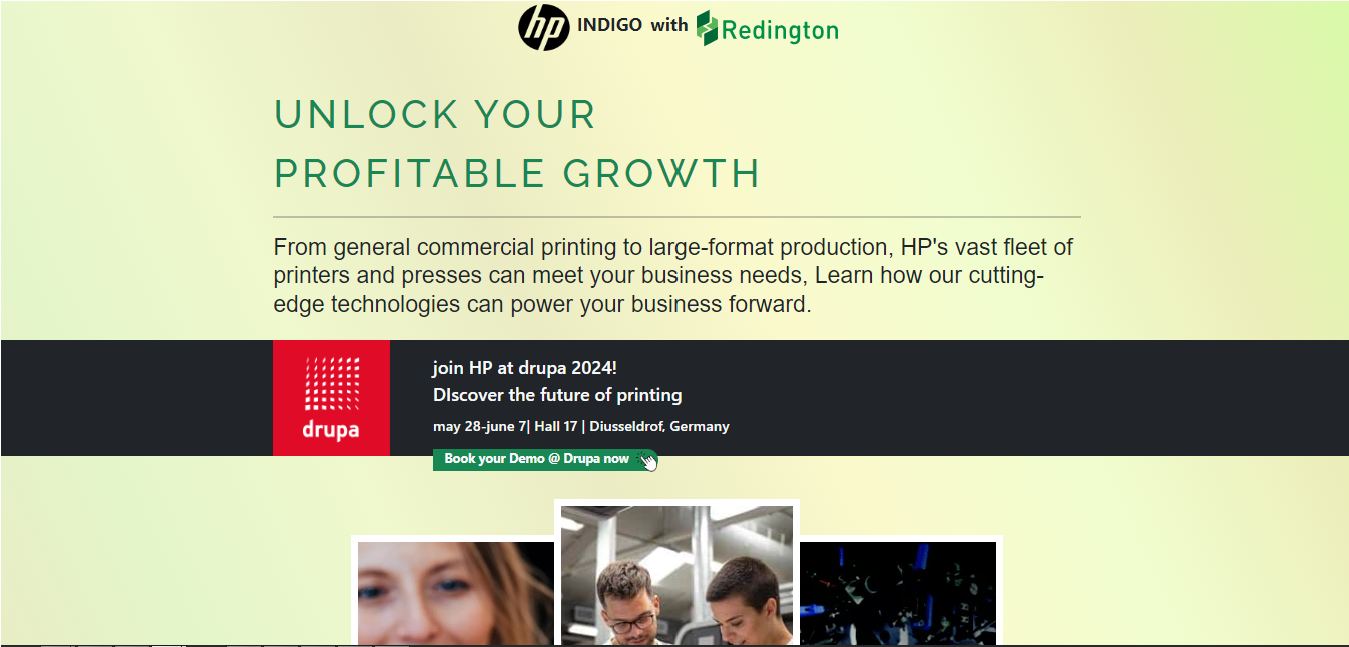 hp INDIGO with Redington
UNLOCK YOUR
PROFITABLE GROWTH
From general commercial printing to large-format production, HP's vast fleet of
printers and presses can meet your business needs, Learn how our cutting-
edge technologies can power your business forward.
drupa
join HP at drupa 2024!
DIscover the future of printing
may 28-june 7| Hall 17 | Diusseldrof, Germany
Book your Demo @ Drupa now